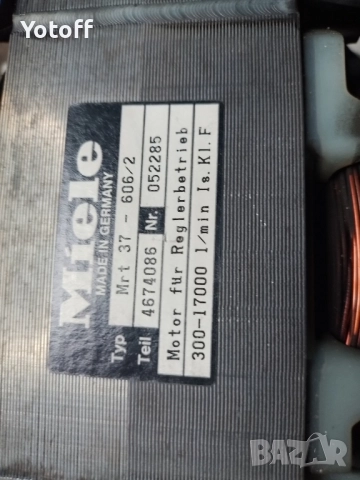 Yotoff
Miele
MADE IN GERMANY
Typ Mrt 37 - 606/2
Teil 4674086 Nr. 052285
Motor für Reglerbetrieb
300-17000 1/min Is.Kl.F
BAZAR